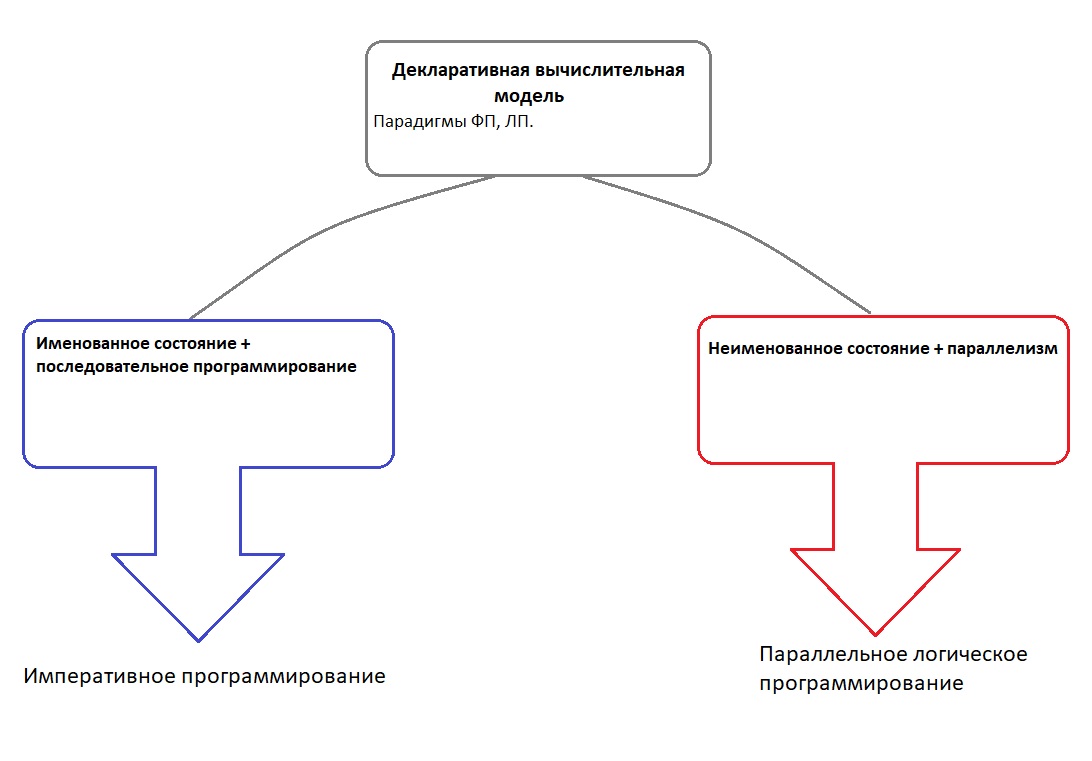 Декларативная вычислительная
модель
Парадигмы ФП, ЛП.
Именованное состояние +
последовательное программирование
Неименованное состояние + параллелизм
Императивное программирование
Параллельное логическое
программирование